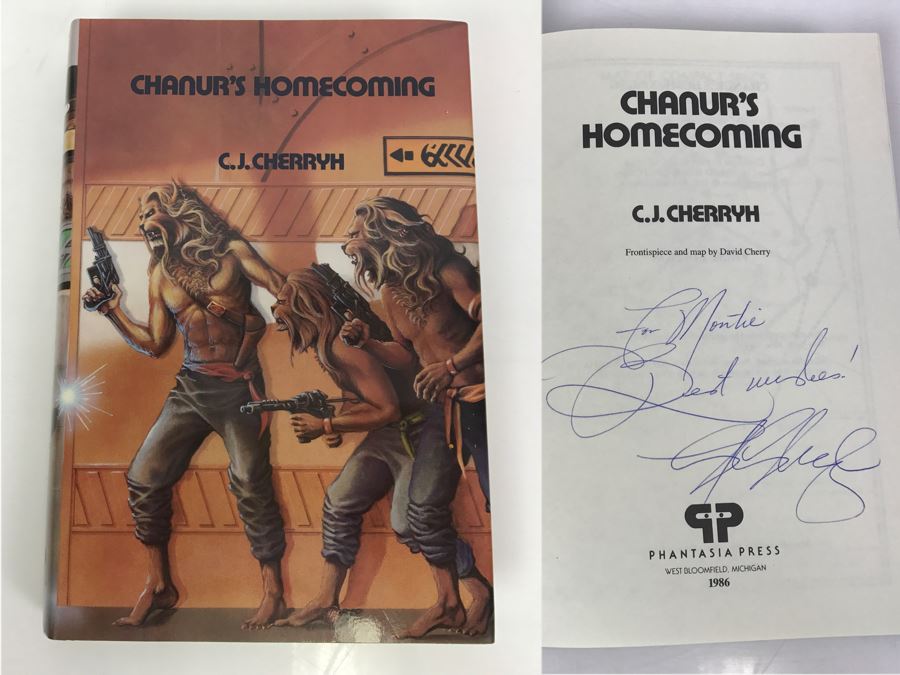 CHANUR'S HOMECOMING
C.J.CHERRYH
CHANUR'S
HOMECOMING
C.J.CHERRYH
Frontispiece and map by David Cherry
For Montie
Best wishes!
PHANTASIA PRESS
WEST BLOOMFIELD, MICHIGAN
1986